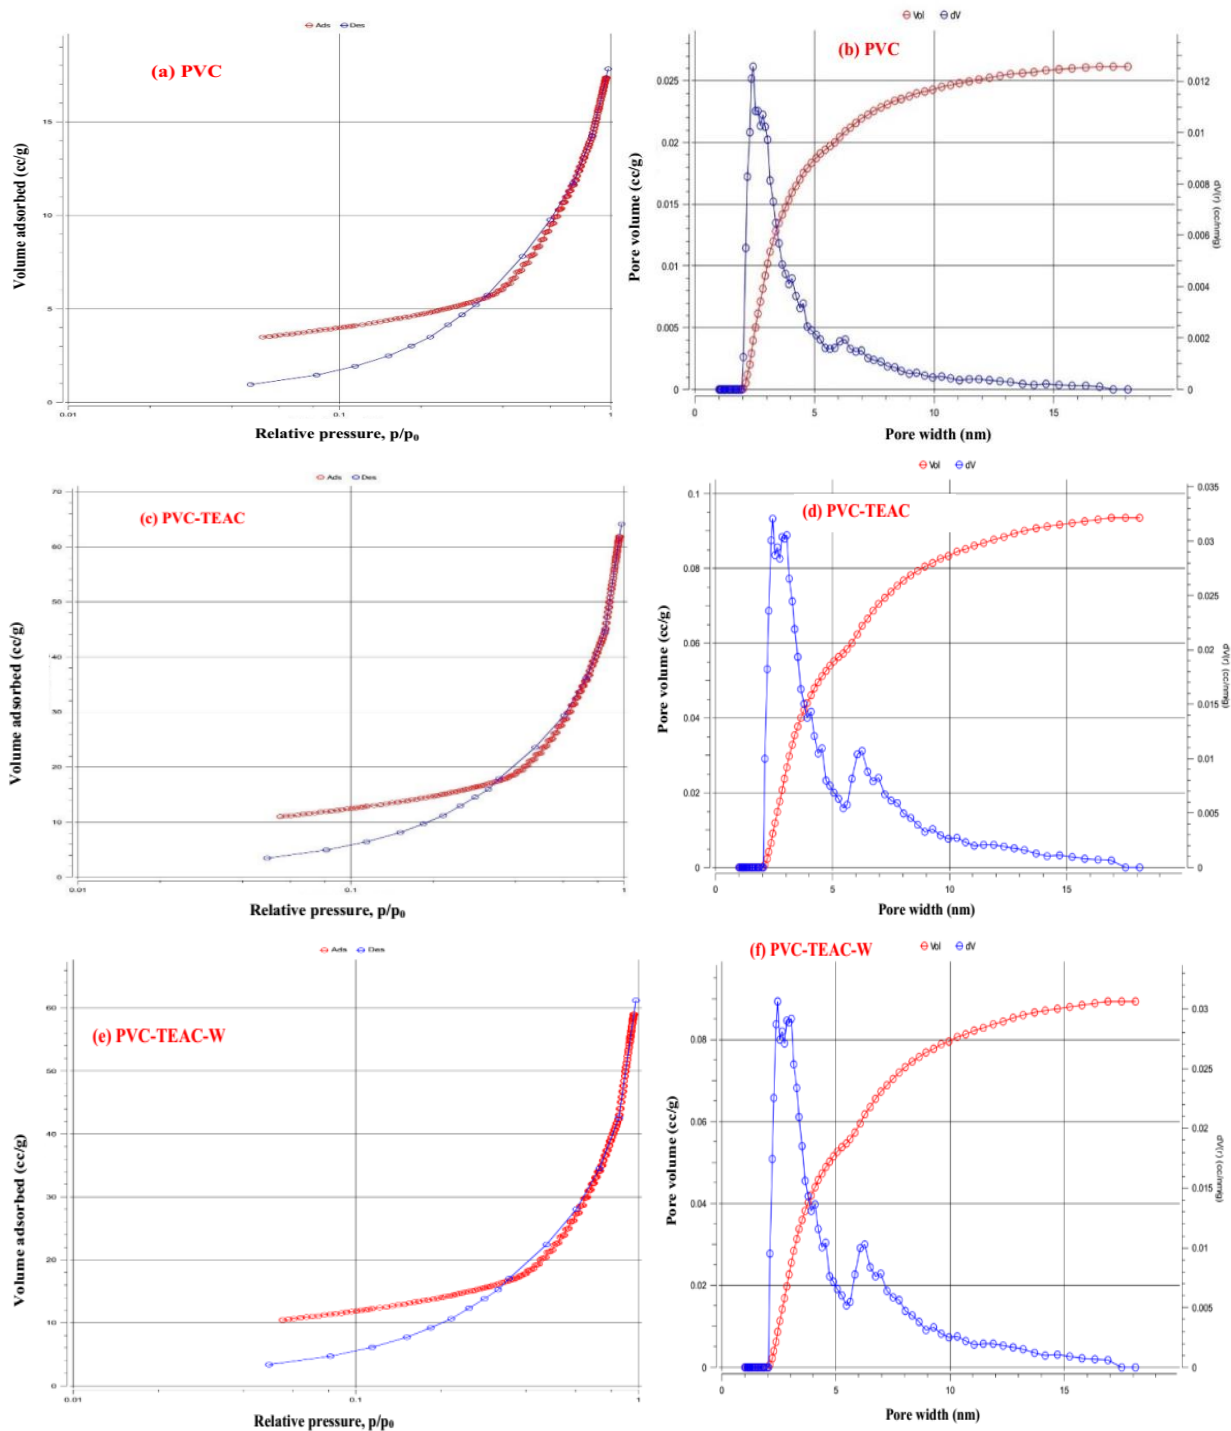 Ads Des
(a) PVC
Volume adsorbed (cc/g)
15
10
5
0
0.01 0.1 1
Relative pressure, p/p₀
Vol dV
(b) PVC
Pore volume (cc/g)
0.025
0.02
0.015
0.01
0.005
0
0.012
0.01
0.008
0.006
0.004
0.002
0
dV(r) (cc/nm/g)
0 5 10 15
Pore width (nm)
Ads Des
(c) PVC-TEAC
Volume adsorbed (cc/g)
70
60
50
40
30
20
10
0
0.01 0.1 1
Relative pressure, p/p₀
Vol dV
(d) PVC-TEAC
Pore volume (cc/g)
0.1
0.08
0.06
0.04
0.02
0
0.035
0.03
0.025
0.02
0.015
0.01
0.005
0
dV(r) (cc/nm/g)
0 5 10 15
Pore width (nm)
Ads Des
(e) PVC-TEAC-W
Volume adsorbed (cc/g)
60
50
40
30
20
10
0
0.01 0.1 1
Relative pressure, p/p₀
(f) PVC-TEAC-W Vol dV
Pore volume (cc/g)
0.08
0.06
0.04
0.02
0
0.03
0.025
0.02
0.015
0.01
0.005
0
dV(r) (cc/nm/g)
0 5 10 15
Pore width (nm)